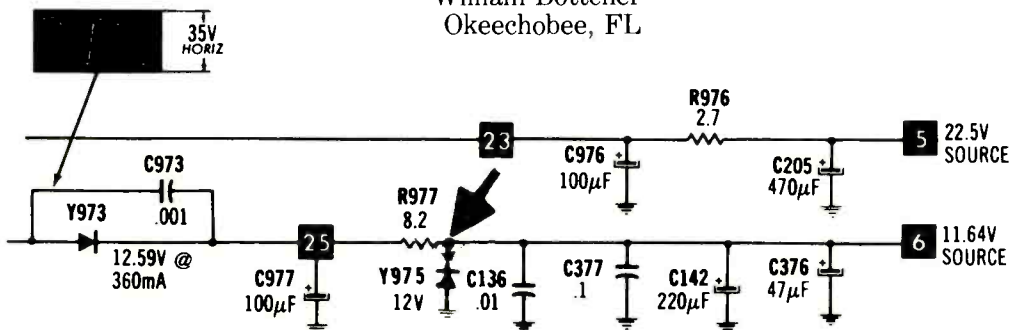 William Bottener
Okeechobee, FL
35V
HORIZ
R976
2.7
23
5
22.5V
SOURCE
C976
100µF
C205
470µF
C973
.001
Y973
12.59V @
360mA
25
C977
100µF
R977
8.2
Y975
12V
C136
.01
C377
.1
C142
220µF
C376
47µF
6
11.64V
SOURCE